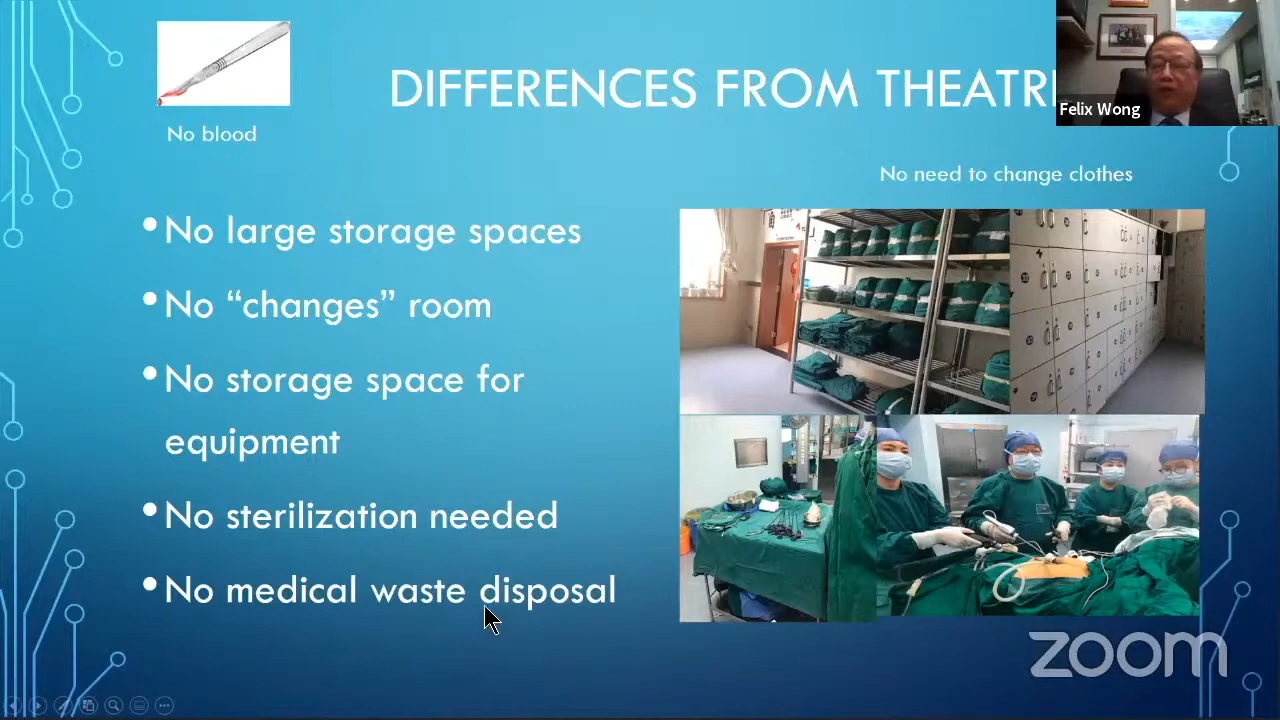 DIFFERENCES FROM THEATR
Felix Wong
No blood
No need to change clothes
• No large storage spaces
• No “changes” room
• No storage space for
equipment
• No sterilization needed
• No medical waste disposal
zoom